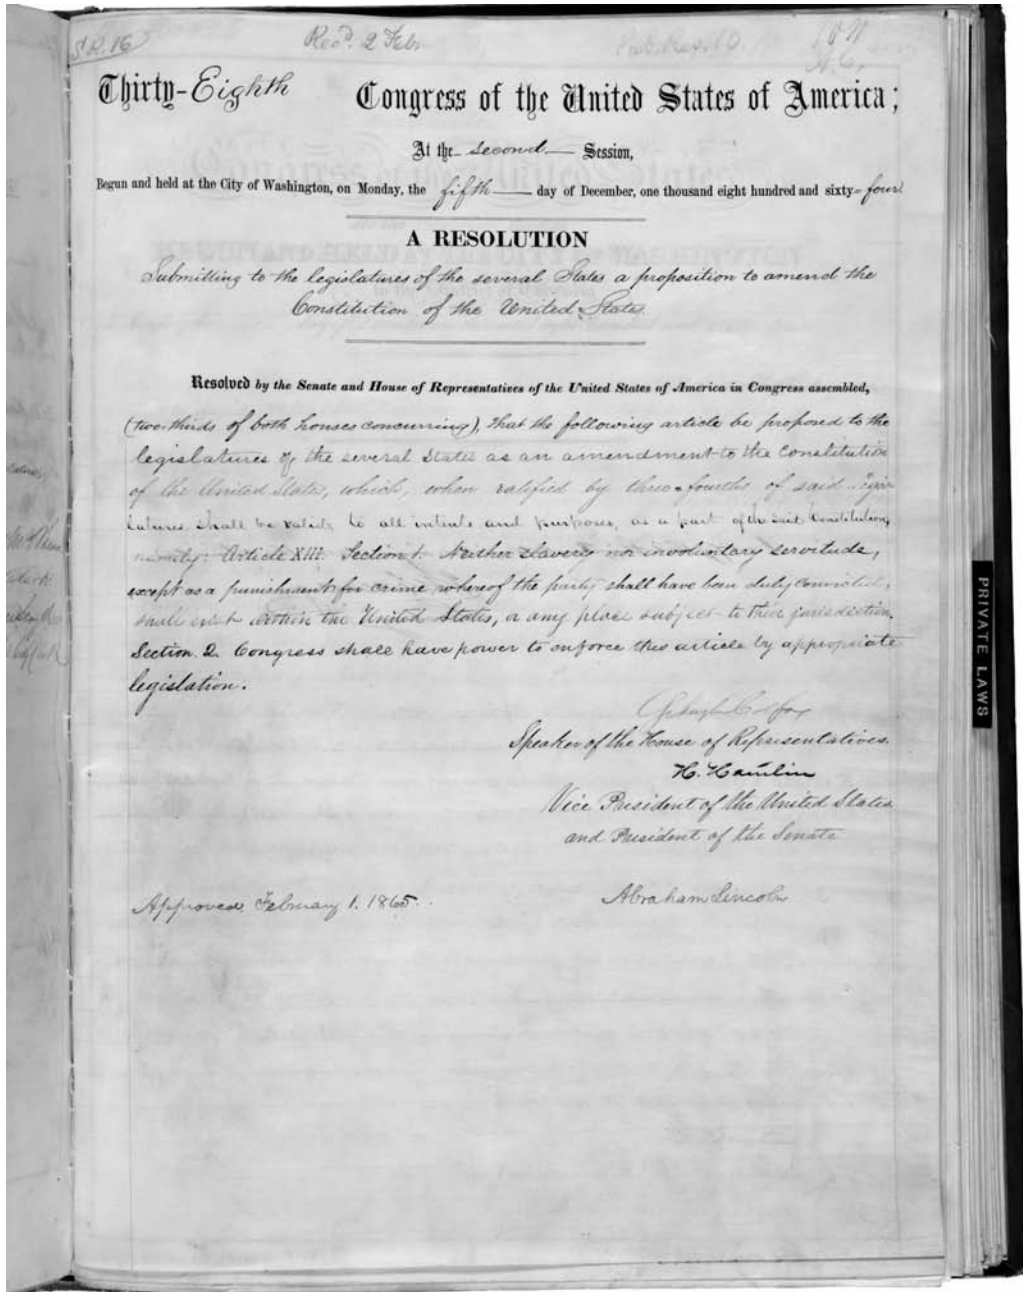 S.R. 16
Recd. 2 Febr
Thirty-Eighth Congress of the United States of America;
At the second Session,
Begun and held at the City of Washington, on Monday, the fifth day of December, one thousand eight hundred and sixty-four
A RESOLUTION
Submitting to the legislatures of the several States a proposition to amend the
Constitution of the United States.
Resolved by the Senate and House of Representatives of the United States of America in Congress assembled,
(two-thirds of both houses concurring), that the following article be proposed to the
legislatures of the several States as an amendment to the Constitution
of the United States, which, when ratified by three-fourths of said Legis-
latures shall be valid, to all intents and purposes, as a part of the said Constitution,
namely: Article XIII. Section 1. Neither slavery nor involuntary servitude,
except as a punishment for crime whereof the party shall have been duly convicted,
shall exist within the United States, or any place subject to their jurisdiction.
Section. 2. Congress shall have power to enforce this article by appropriate
legislation.
Schuyler Colfax
Speaker of the House of Representatives.
H. Hamlin
Vice President of the United States
and President of the Senate
Approved, February 1. 1865.
Abraham Lincoln
PRIVATE LAWS